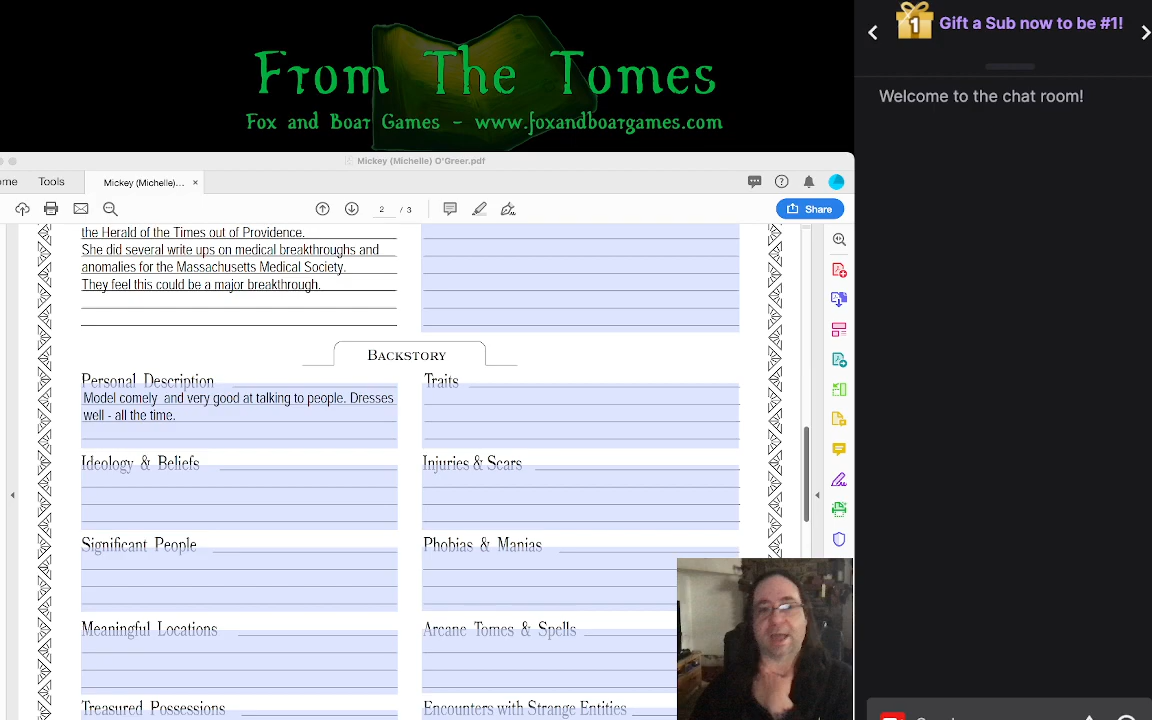 From The Tomes
Fox and Boar Games - www.foxandboargames.com
1
Gift a Sub now to be #1!
Welcome to the chat room!
Mickey (Michelle) O'Greer.pdf
ome Tools Mickey (Michelle)... ×
2 / 3
Share
the Herald of the Times out of Providence.
She did several write ups on medical breakthroughs and
anomalies for the Massachusetts Medical Society.
They feel this could be a major breakthrough.
Backstory
Personal Description
Model comely and very good at talking to people. Dresses
well - all the time.
Traits
Ideology & Beliefs
Injuries & Scars
Significant People
Phobias & Manias
Meaningful Locations
Arcane Tomes & Spells
Treasured Possessions
Encounters with Strange Entities